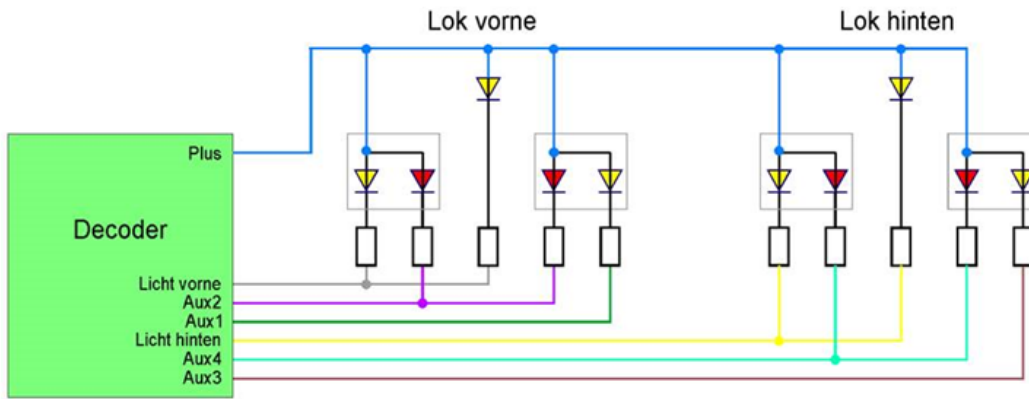 Lok vorne
Lok hinten
Plus
Decoder
Licht vorne
Aux2
Aux1
Licht hinten
Aux4
Aux3